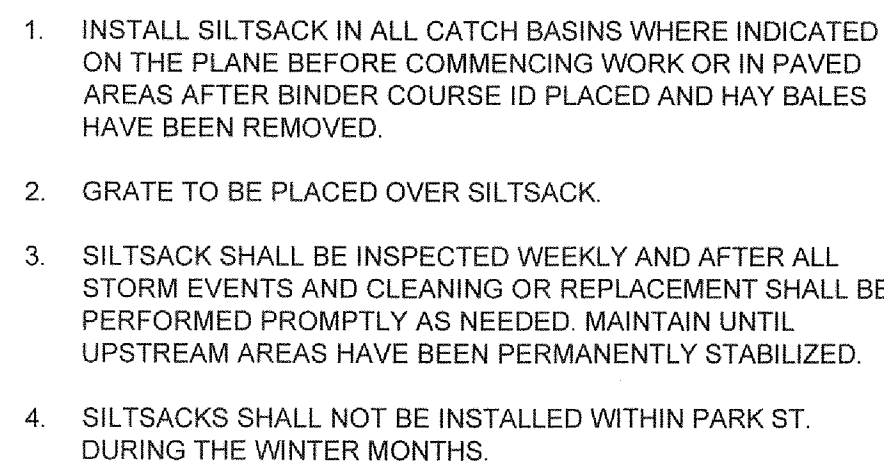 1. INSTALL SILTSACK IN ALL CATCH BASINS WHERE INDICATED
ON THE PLANE BEFORE COMMENCING WORK OR IN PAVED
AREAS AFTER BINDER COURSE ID PLACED AND HAY BALES
HAVE BEEN REMOVED.
2. GRATE TO BE PLACED OVER SILTSACK.
3. SILTSACK SHALL BE INSPECTED WEEKLY AND AFTER ALL
STORM EVENTS AND CLEANING OR REPLACEMENT SHALL BE
PERFORMED PROMPTLY AS NEEDED. MAINTAIN UNTIL
UPSTREAM AREAS HAVE BEEN PERMANENTLY STABILIZED.
4. SILTSACKS SHALL NOT BE INSTALLED WITHIN PARK ST.
DURING THE WINTER MONTHS.